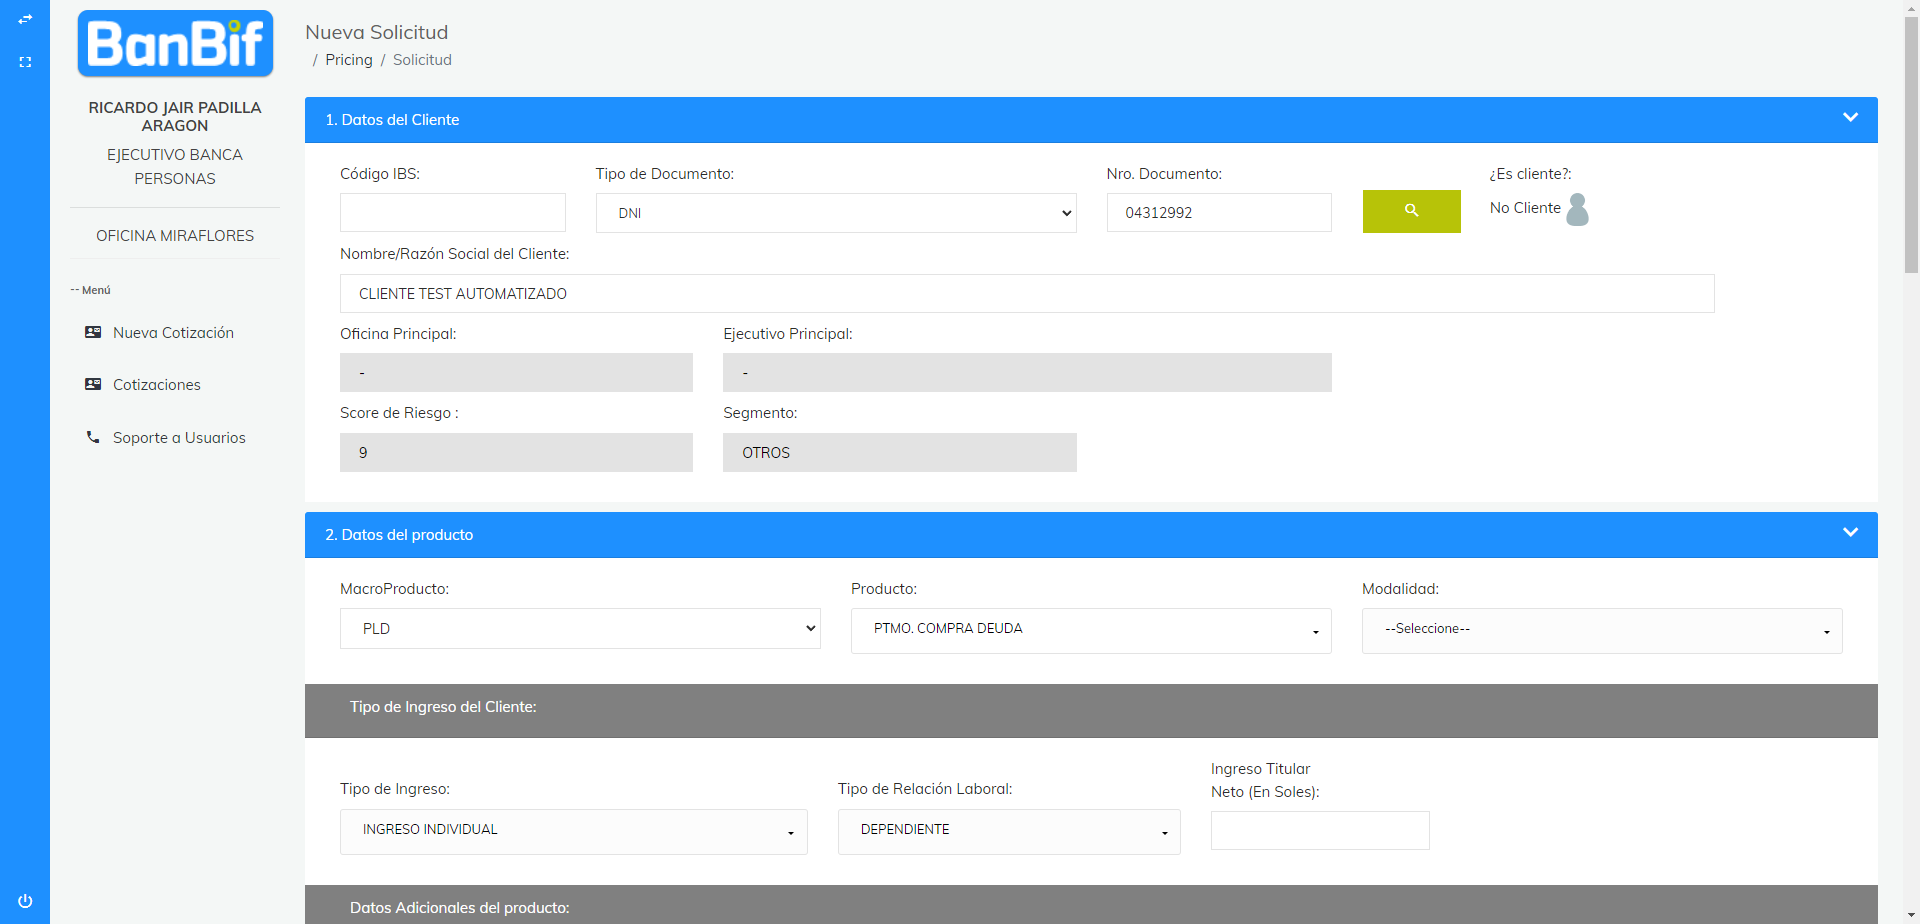 BanBif
RICARDO JAIR PADILLA
ARAGON
EJECUTIVO BANCA
PERSONAS
OFICINA MIRAFLORES
-- Menú
Nueva Cotización
Cotizaciones
Soporte a Usuarios
Nueva Solicitud
/ Pricing / Solicitud
1. Datos del Cliente
Código IBS:
Tipo de Documento:
DNI
Nro. Documento:
04312992
¿Es cliente?:
No Cliente
Nombre/Razón Social del Cliente:
CLIENTE TEST AUTOMATIZADO
Oficina Principal:
-
Ejecutivo Principal:
-
Score de Riesgo :
9
Segmento:
OTROS
2. Datos del producto
MacroProducto:
PLD
Producto:
PTMO. COMPRA DEUDA
Modalidad:
--Seleccione--
Tipo de Ingreso del Cliente:
Tipo de Ingreso:
INGRESO INDIVIDUAL
Tipo de Relación Laboral:
DEPENDIENTE
Ingreso Titular
Neto (En Soles):
Datos Adicionales del producto: